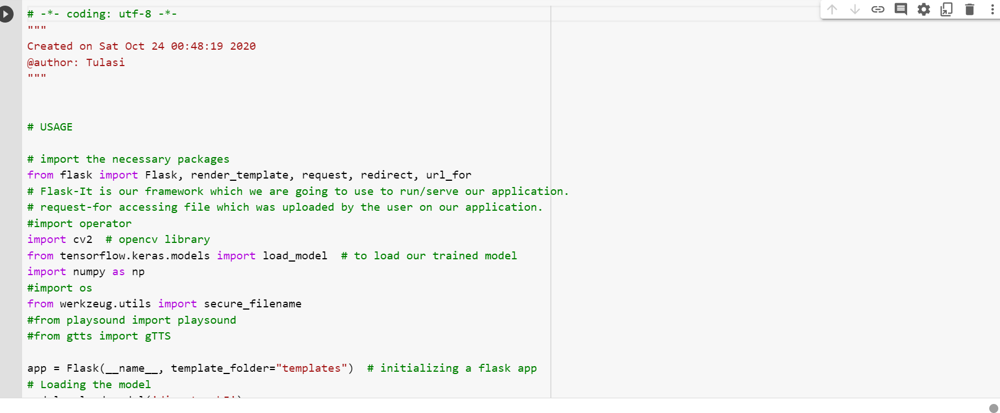 # -*- coding: utf-8 -*-
"""
Created on Sat Oct 24 00:48:19 2020
@author: Tulasi
"""
# USAGE
# import the necessary packages
from flask import Flask, render_template, request, redirect, url_for
# Flask-It is our framework which we are going to use to run/serve our application.
# request-for accessing file which was uploaded by the user on our application.
#import operator
import cv2  # opencv library
from tensorflow.keras.models import load_model  # to load our trained model
import numpy as np
#import os
from werkzeug.utils import secure_filename
#from playsound import playsound
#from gtts import gTTS
app = Flask(__name__, template_folder="templates")  # initializing a flask app
# Loading the model